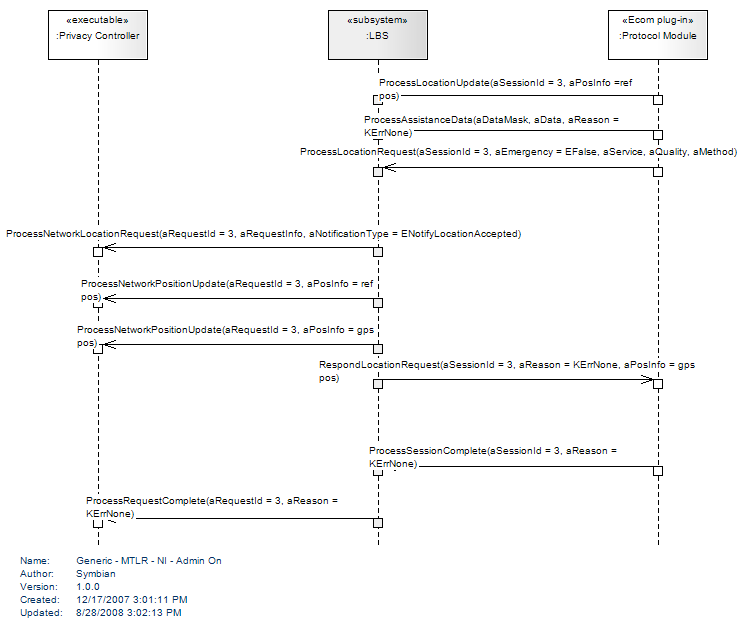 «executable»
:Privacy Controller
«subsystem»
:LBS
«Ecom plug-in»
:Protocol Module
ProcessLocationUpdate(aSessionId = 3, aPosInfo =ref
pos)
ProcessAssistanceData(aDataMask, aData, aReason =
KErrNone)
ProcessLocationRequest(aSessionId = 3, aEmergency = EFalse, aService, aQuality, aMethod)
ProcessNetworkLocationRequest(aRequestId = 3, aRequestInfo, aNotificationType = ENotifyLocationAccepted)
ProcessNetworkPositionUpdate(aRequestId = 3, aPosInfo = ref
pos)
ProcessNetworkPositionUpdate(aRequestId = 3, aPosInfo = gps
pos)
RespondLocationRequest(aSessionId = 3, aReason = KErrNone, aPosInfo = gps
pos)
ProcessSessionComplete(aSessionId = 3, aReason =
KErrNone)
ProcessRequestComplete(aRequestId = 3, aReason =
KErrNone)
Name: Generic - MTLR - NI - Admin On
Author: Symbian
Version: 1.0.0
Created: 12/17/2007 3:01:11 PM
Updated: 8/28/2008 3:02:13 PM